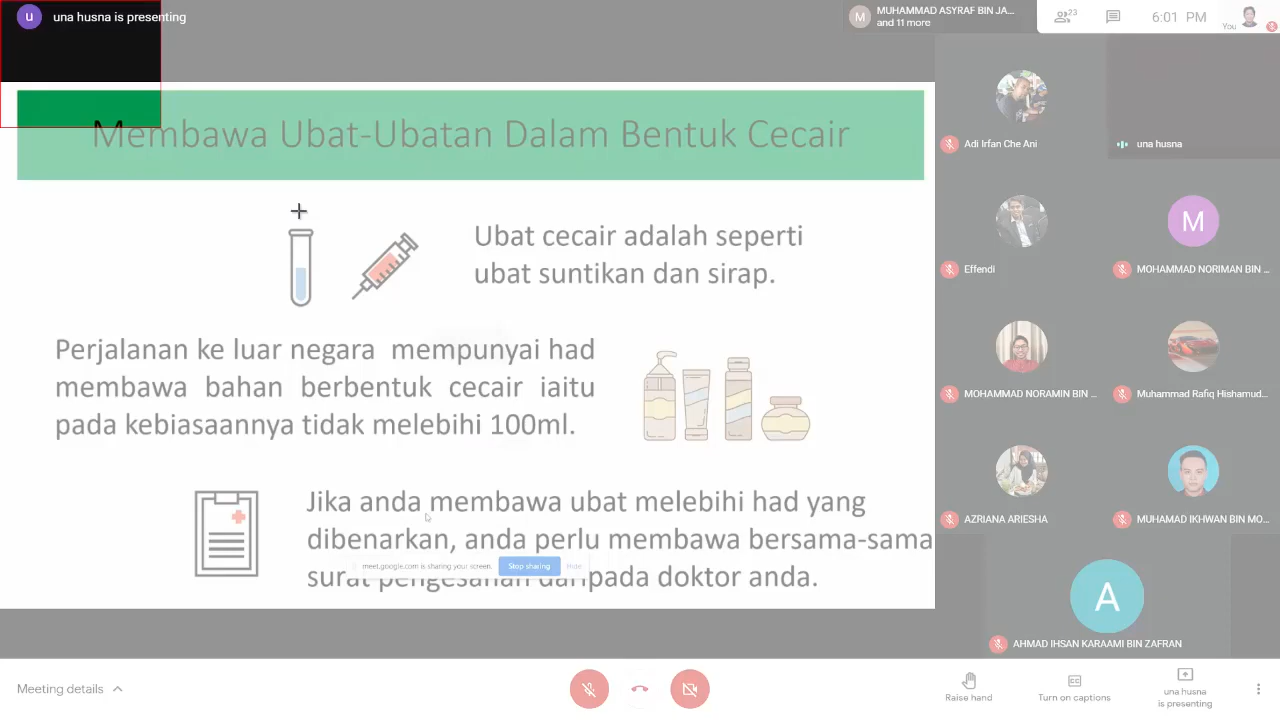 u
una husna is presenting
M
MUHAMMAD ASYRAF BIN JA...
and 11 more
23
6:01 PM
You
Membawa Ubat-Ubatan Dalam Bentuk Cecair
Ubat cecair adalah seperti
ubat suntikan dan sirap.
Perjalanan ke luar negara mempunyai had
membawa bahan berbentuk cecair iaitu
pada kebiasaannya tidak melebihi 100ml.
Jika anda membawa ubat melebihi had yang
dibenarkan, anda perlu membawa bersama-sama
surat pengesahan daripada doktor anda.
meet.google.com is sharing your screen.
Stop sharing
Hide
Adi Irfan Che Ani
una husna
Effendi
M
MOHAMMAD NORIMAN BIN ...
MOHAMMAD NORAMIN BIN ...
Muhammad Rafiq Hishamud...
AZRIANA ARIESHA
MUHAMAD IKHWAN BIN MO...
A
AHMAD IHSAN KARAAMI BIN ZAFRAN
Meeting details
Raise hand
CC
Turn on captions
una husna
is presenting